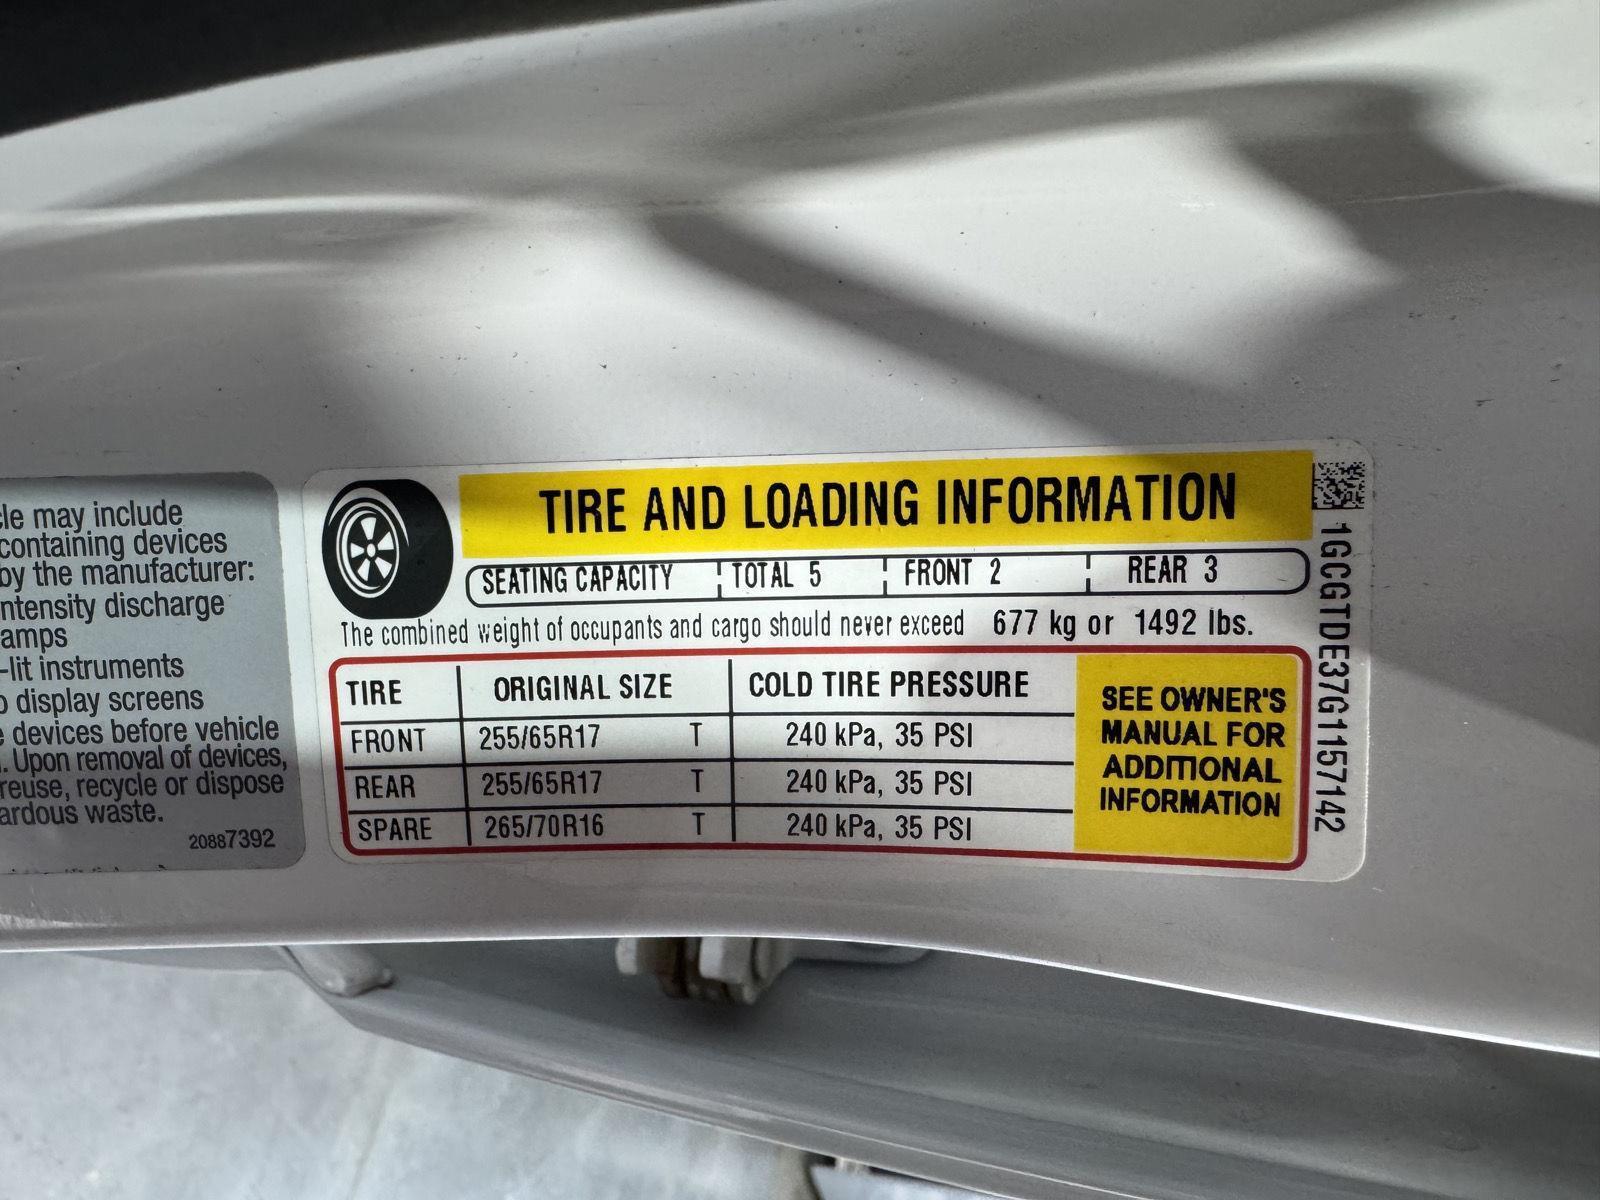 cle may include
containing devices
by the manufacturer:
ntensity discharge
amps
-lit instruments
o display screens
e devices before vehicle
. Upon removal of devices,
reuse, recycle or dispose
ardous waste.
20887392
TIRE AND LOADING INFORMATION
SEATING CAPACITY TOTAL 5 FRONT 2 REAR 3
The combined weight of occupants and cargo should never exceed 677 kg or 1492 lbs.
TIRE ORIGINAL SIZE COLD TIRE PRESSURE
FRONT 255/65R17 T 240 kPa, 35 PSI
REAR 255/65R17 T 240 kPa, 35 PSI
SPARE 265/70R16 T 240 kPa, 35 PSI
SEE OWNER'S
MANUAL FOR
ADDITIONAL
INFORMATION
1GCGTDE37G1157142